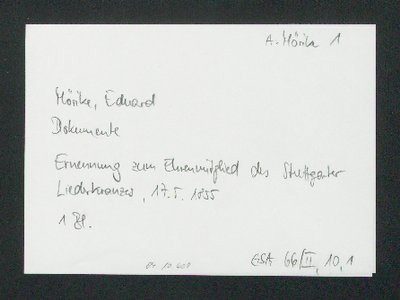 A: Mörike 1
Mörike, Eduard
Dokumente
Ernennung zum Ehrenmitglied des Stuttgarter
Liederkranzes, 17.5.1855
1 Bl.
GSA 66/II, 10,1